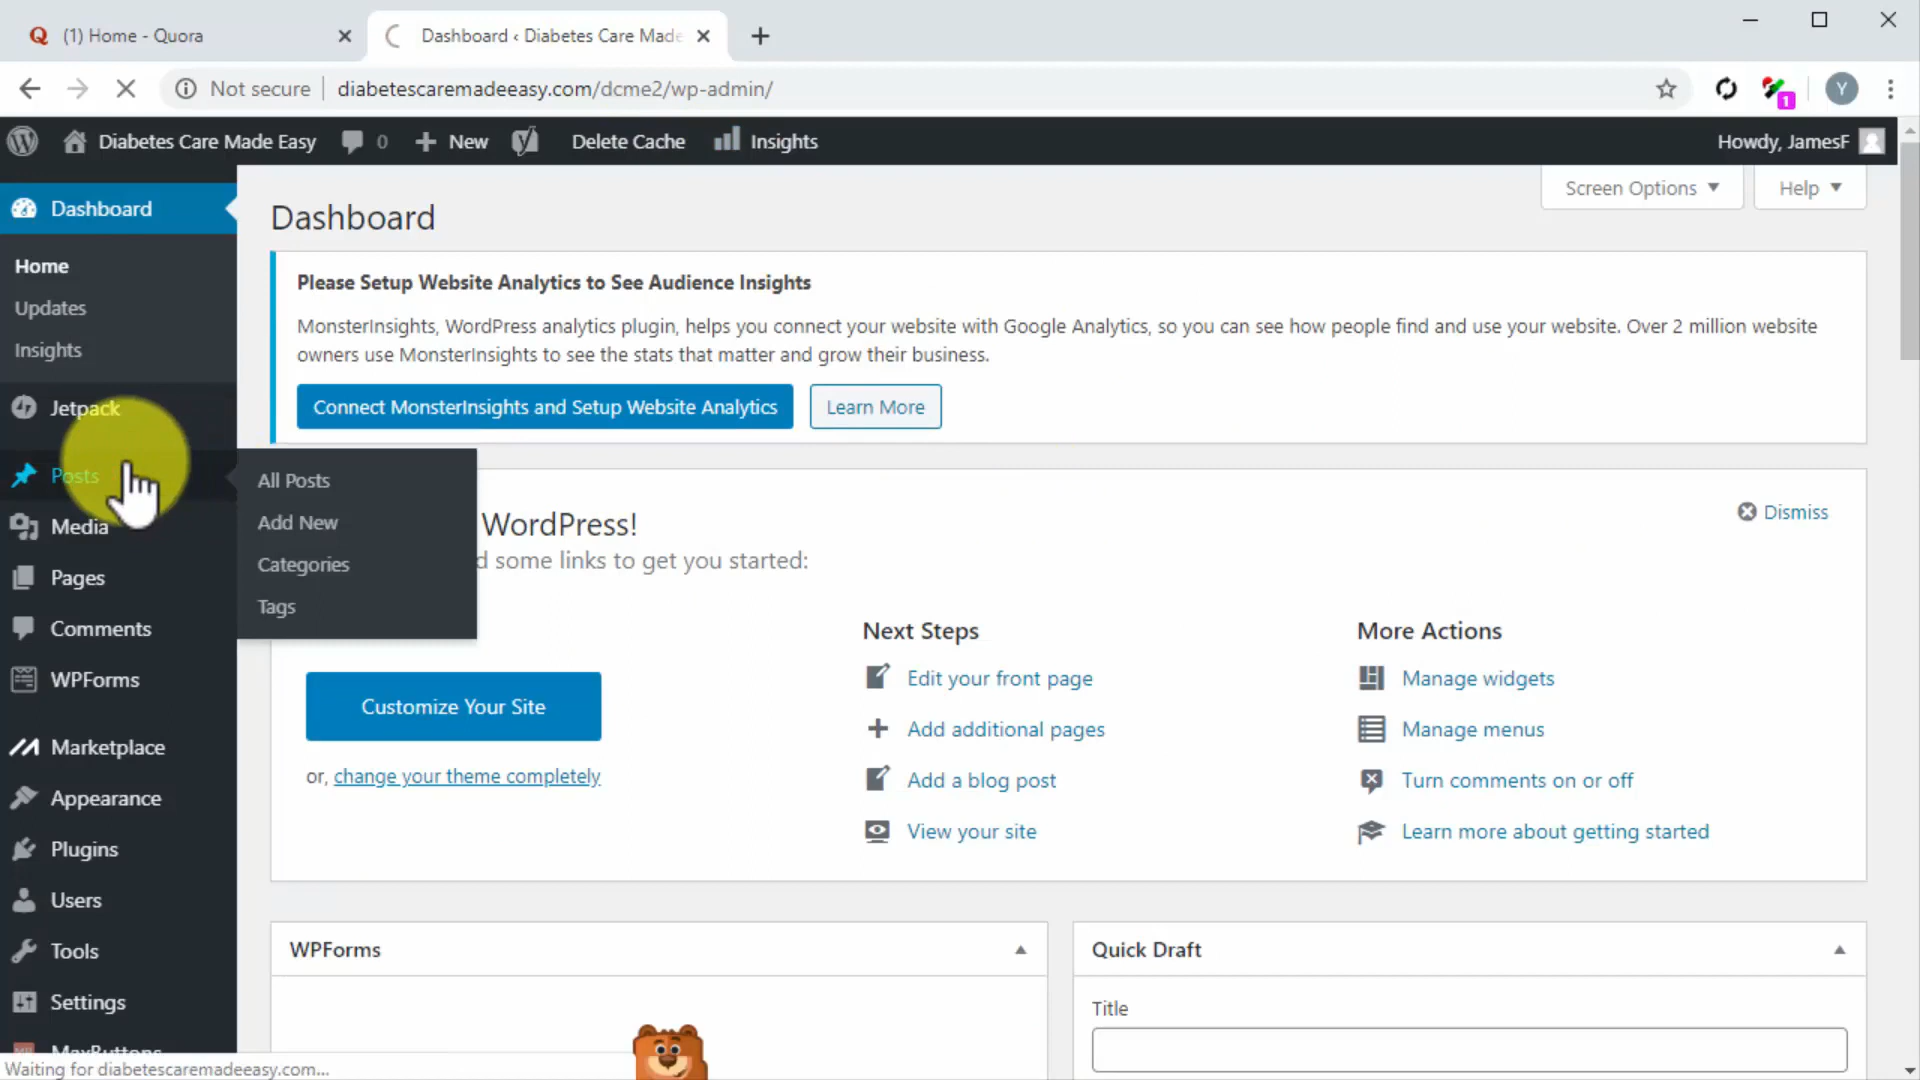 (1) Home - Quora
Dashboard ‹ Diabetes Care Made
Not secure
diabetescaremadeeasy.com/dcme2/wp-admin/
1
Y
Diabetes Care Made Easy
0
New
Delete Cache
Insights
Howdy, JamesF
Screen Options
Help
Dashboard
Home
Updates
Insights
Jetpack
Posts
Media
Pages
Comments
WPForms
Marketplace
Appearance
Plugins
Users
Tools
Settings
MaxButtons
All Posts
Add New
Categories
Tags
Dashboard
Please Setup Website Analytics to See Audience Insights
MonsterInsights, WordPress analytics plugin, helps you connect your website with Google Analytics, so you can see how people find and use your website. Over 2 million website
owners use MonsterInsights to see the stats that matter and grow their business.
Connect MonsterInsights and Setup Website Analytics
Learn More
WordPress!
Dismiss
d some links to get you started:
Customize Your Site
or, change your theme completely
Next Steps
Edit your front page
Add additional pages
Add a blog post
View your site
More Actions
Manage widgets
Manage menus
Turn comments on or off
Learn more about getting started
WPForms
Quick Draft
Title
Waiting for diabetescaremadeeasy.com...